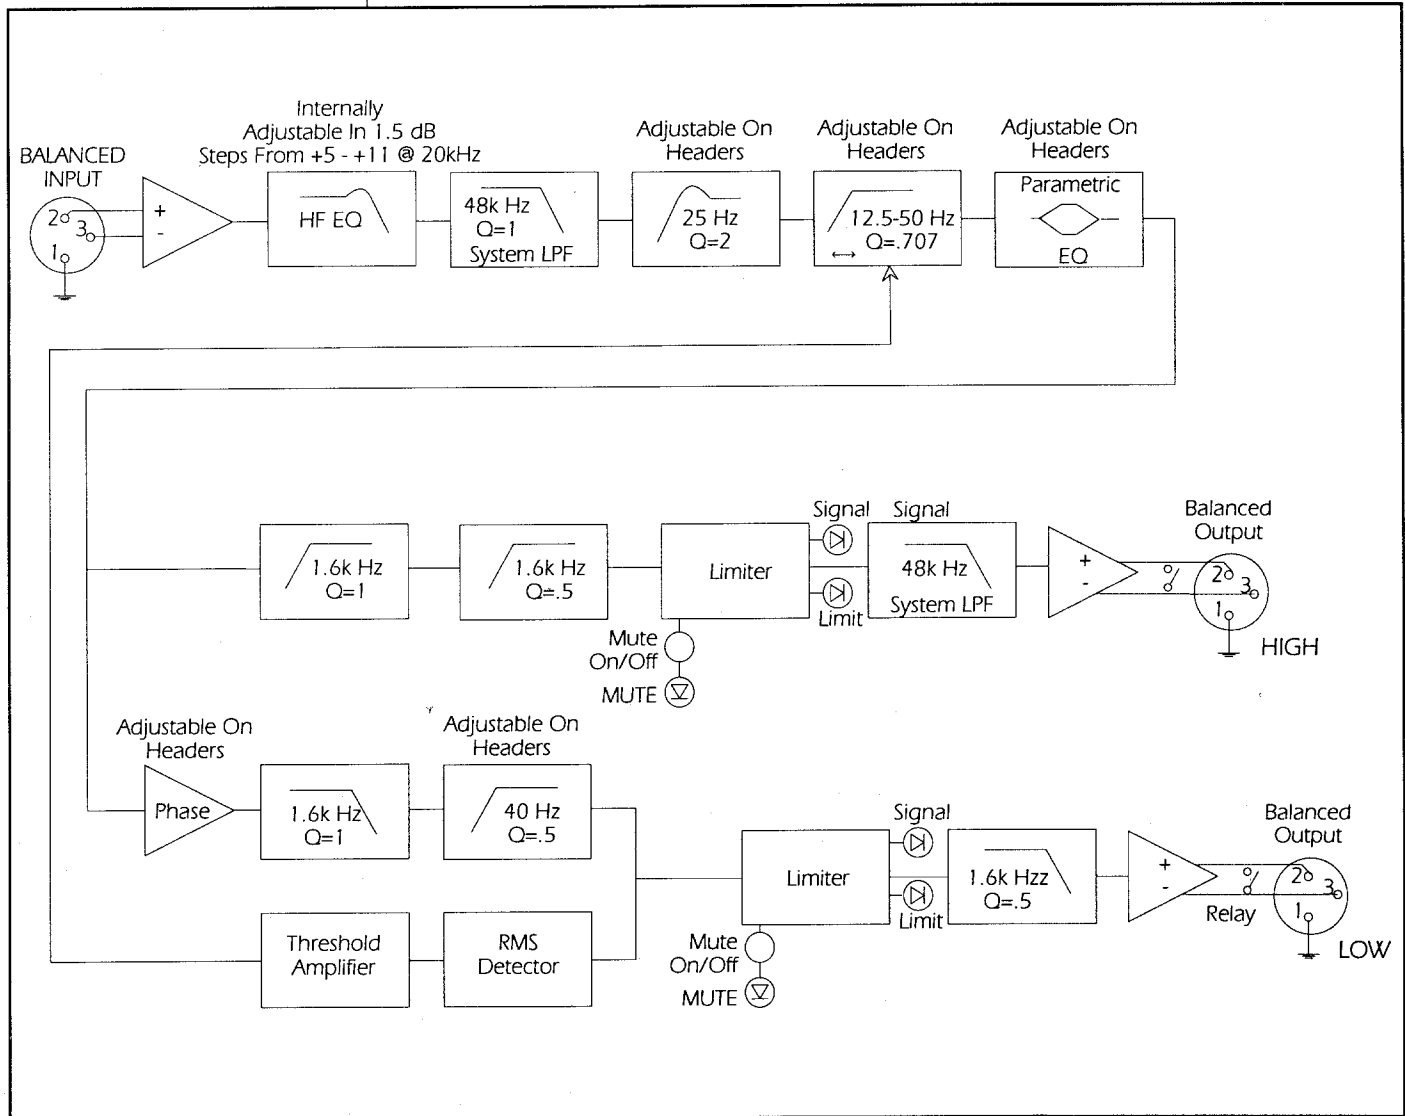 Internally
Adjustable In 1.5 dB
Steps From +5 - +11 @ 20kHz
Adjustable On
Headers
Adjustable On
Headers
Adjustable On
Headers
BALANCED
INPUT
2
3
1
+
-
HF EQ
48k Hz
Q=1
System LPF
25 Hz
Q=2
12.5-50 Hz
Q=.707
Parametric
EQ
1.6k Hz
Q=1
1.6k Hz
Q=.5
Limiter
Signal
Limit
Mute
On/Off
MUTE
Signal
48k Hz
System LPF
+
-
Balanced
Output
2
3
1
HIGH
Adjustable On
Headers
Phase
1.6k Hz
Q=1
Adjustable On
Headers
40 Hz
Q=.5
Threshold
Amplifier
RMS
Detector
Limiter
Signal
Limit
Mute
On/Off
MUTE
1.6k Hzz
Q=.5
+
-
Relay
Balanced
Output
2
3
1
LOW